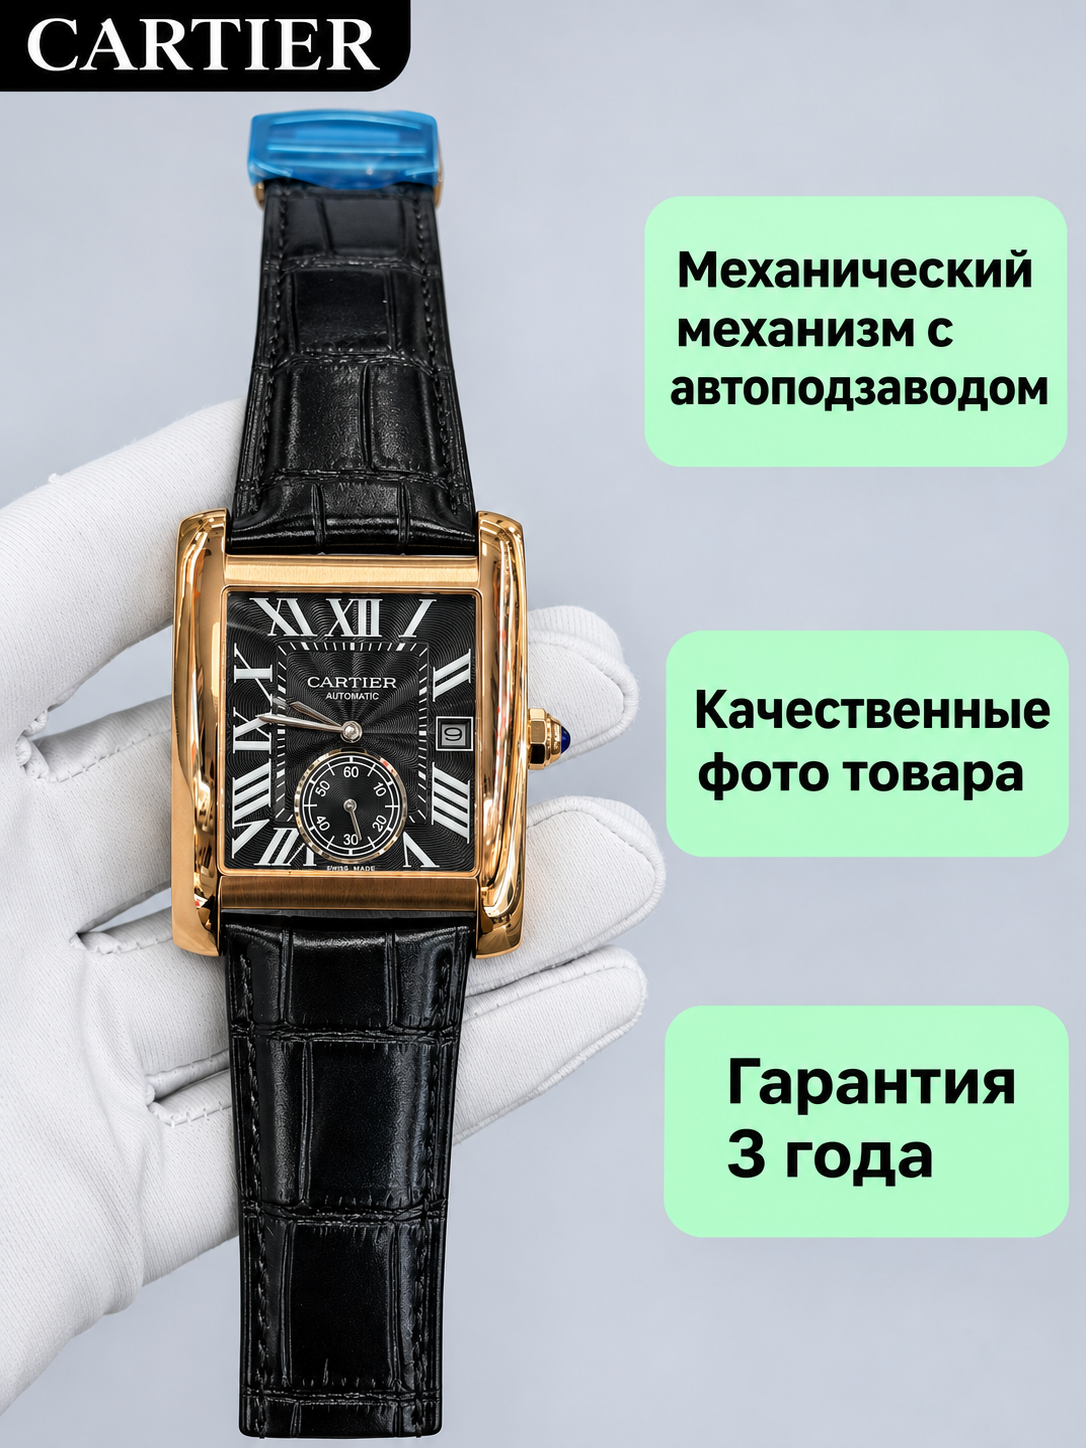 CARTIER
Механический
механизм с
автоподзаводом
XI XII I
X II
CARTIER
AUTOMATIC
IX 9
60
50 10
40 20
30
VIII IIII
VII V
SWISS MADE
Качественные
фото товара
Гарантия
3 года